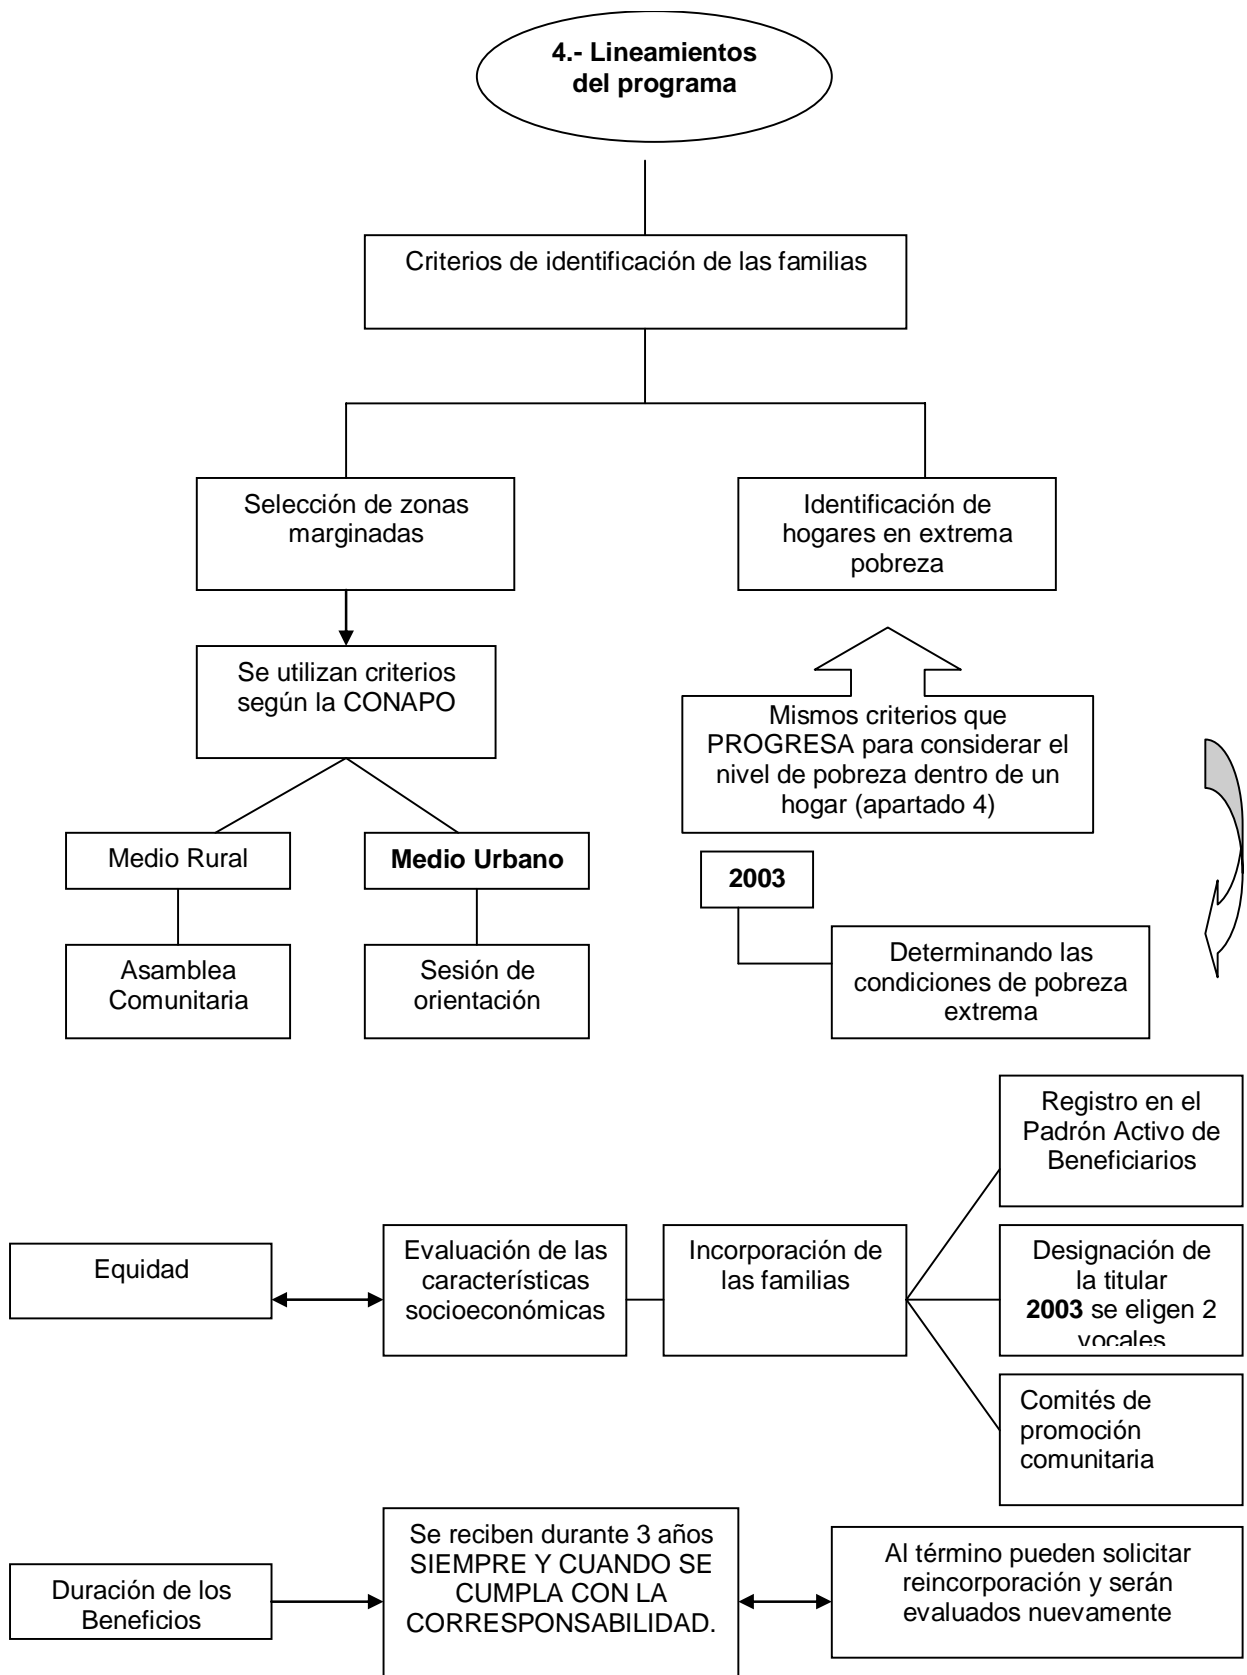 4.- Lineamientos
del programa
Criterios de identificación de las familias
Selección de zonas
marginadas
Identificación de
hogares en extrema
pobreza
Se utilizan criterios
según la CONAPO
Mismos criterios que
PROGRESA para considerar el
nivel de pobreza dentro de un
hogar (apartado 4)
Medio Rural
Medio Urbano
2003
Asamblea
Comunitaria
Sesión de
orientación
Determinando las
condiciones de pobreza
extrema
Registro en el
Padrón Activo de
Beneficiarios
Equidad
Evaluación de las
características
socioeconómicas
Incorporación de
las familias
Designación de
la titular
2003 se eligen 2
vocales
Comités de
promoción
comunitaria
Duración de los
Beneficios
Se reciben durante 3 años
SIEMPRE Y CUANDO SE
CUMPLA CON LA
CORRESPONSABILIDAD.
Al término pueden solicitar
reincorporación y serán
evaluados nuevamente